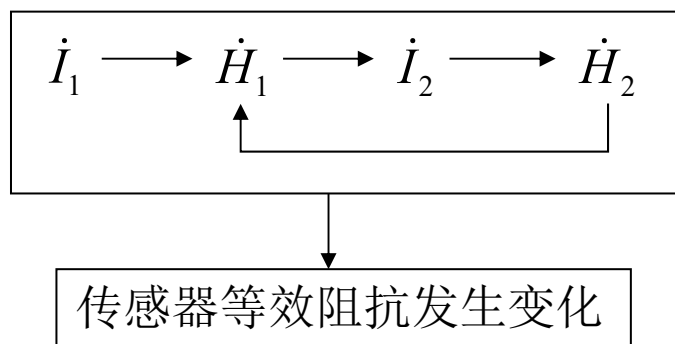 İ₁ → Ḣ₁ → İ₂ → Ḣ₂
传感器等效阻抗发生变化